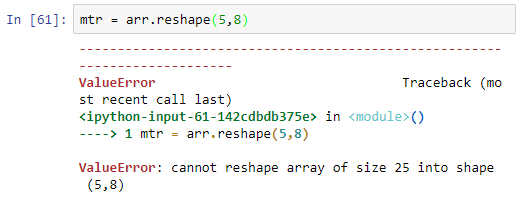 In [61]: mtr = arr.reshape(5,8)
---------------------------------------------------------------------------
ValueError                                Traceback (mo
st recent call last)
<ipython-input-61-142cdbdb375e> in <module>()
----> 1 mtr = arr.reshape(5,8)
ValueError: cannot reshape array of size 25 into shape
(5,8)